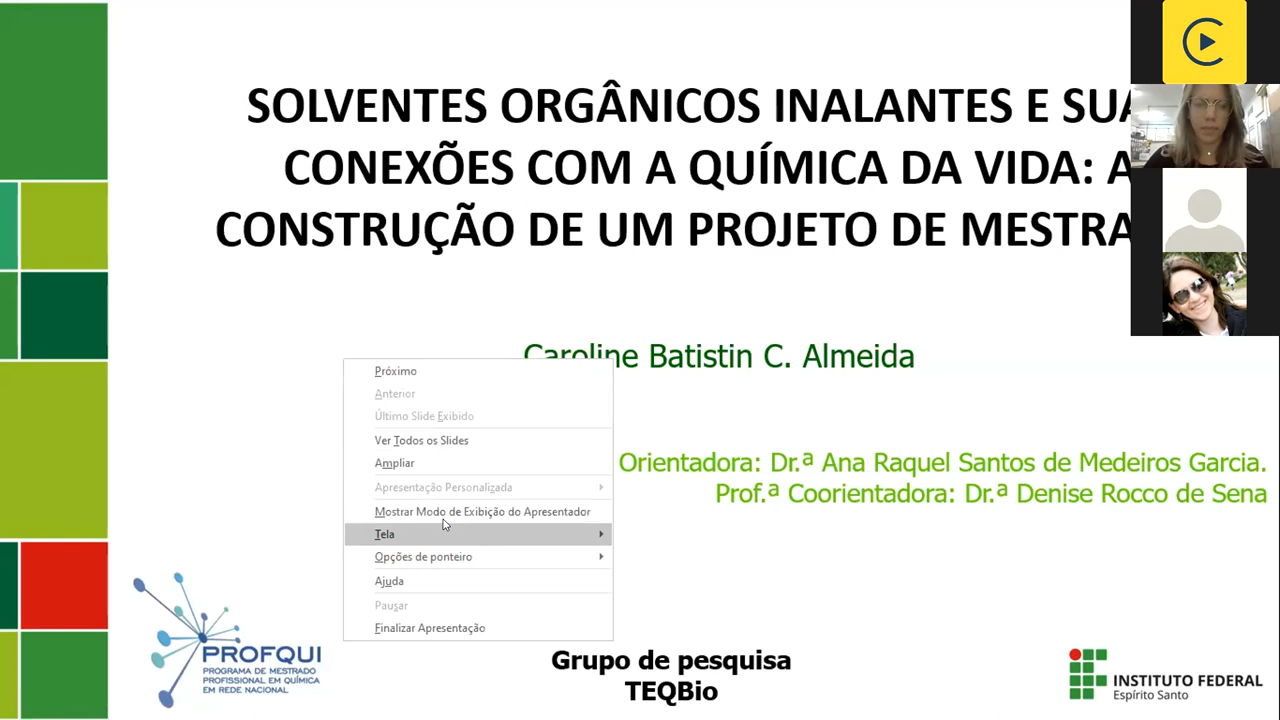 SOLVENTES ORGÂNICOS INALANTES E SUA
CONEXÕES COM A QUÍMICA DA VIDA: A
CONSTRUÇÃO DE UM PROJETO DE MESTRA
Caroline Batistin C. Almeida
Próximo
Anterior
Último Slide Exibido
Ver Todos os Slides
Ampliar
Apresentação Personalizada
Mostrar Modo de Exibição do Apresentador
Tela
Opções de ponteiro
Ajuda
Pausar
Finalizar Apresentação
Orientadora: Dr.ª Ana Raquel Santos de Medeiros Garcia.
Prof.ª Coorientadora: Dr.ª Denise Rocco de Sena
PROFQUI
PROGRAMA DE MESTRADO
PROFISSIONAL EM QUÍMICA
EM REDE NACIONAL
Grupo de pesquisa
TEQBio
INSTITUTO FEDERAL
Espírito Santo